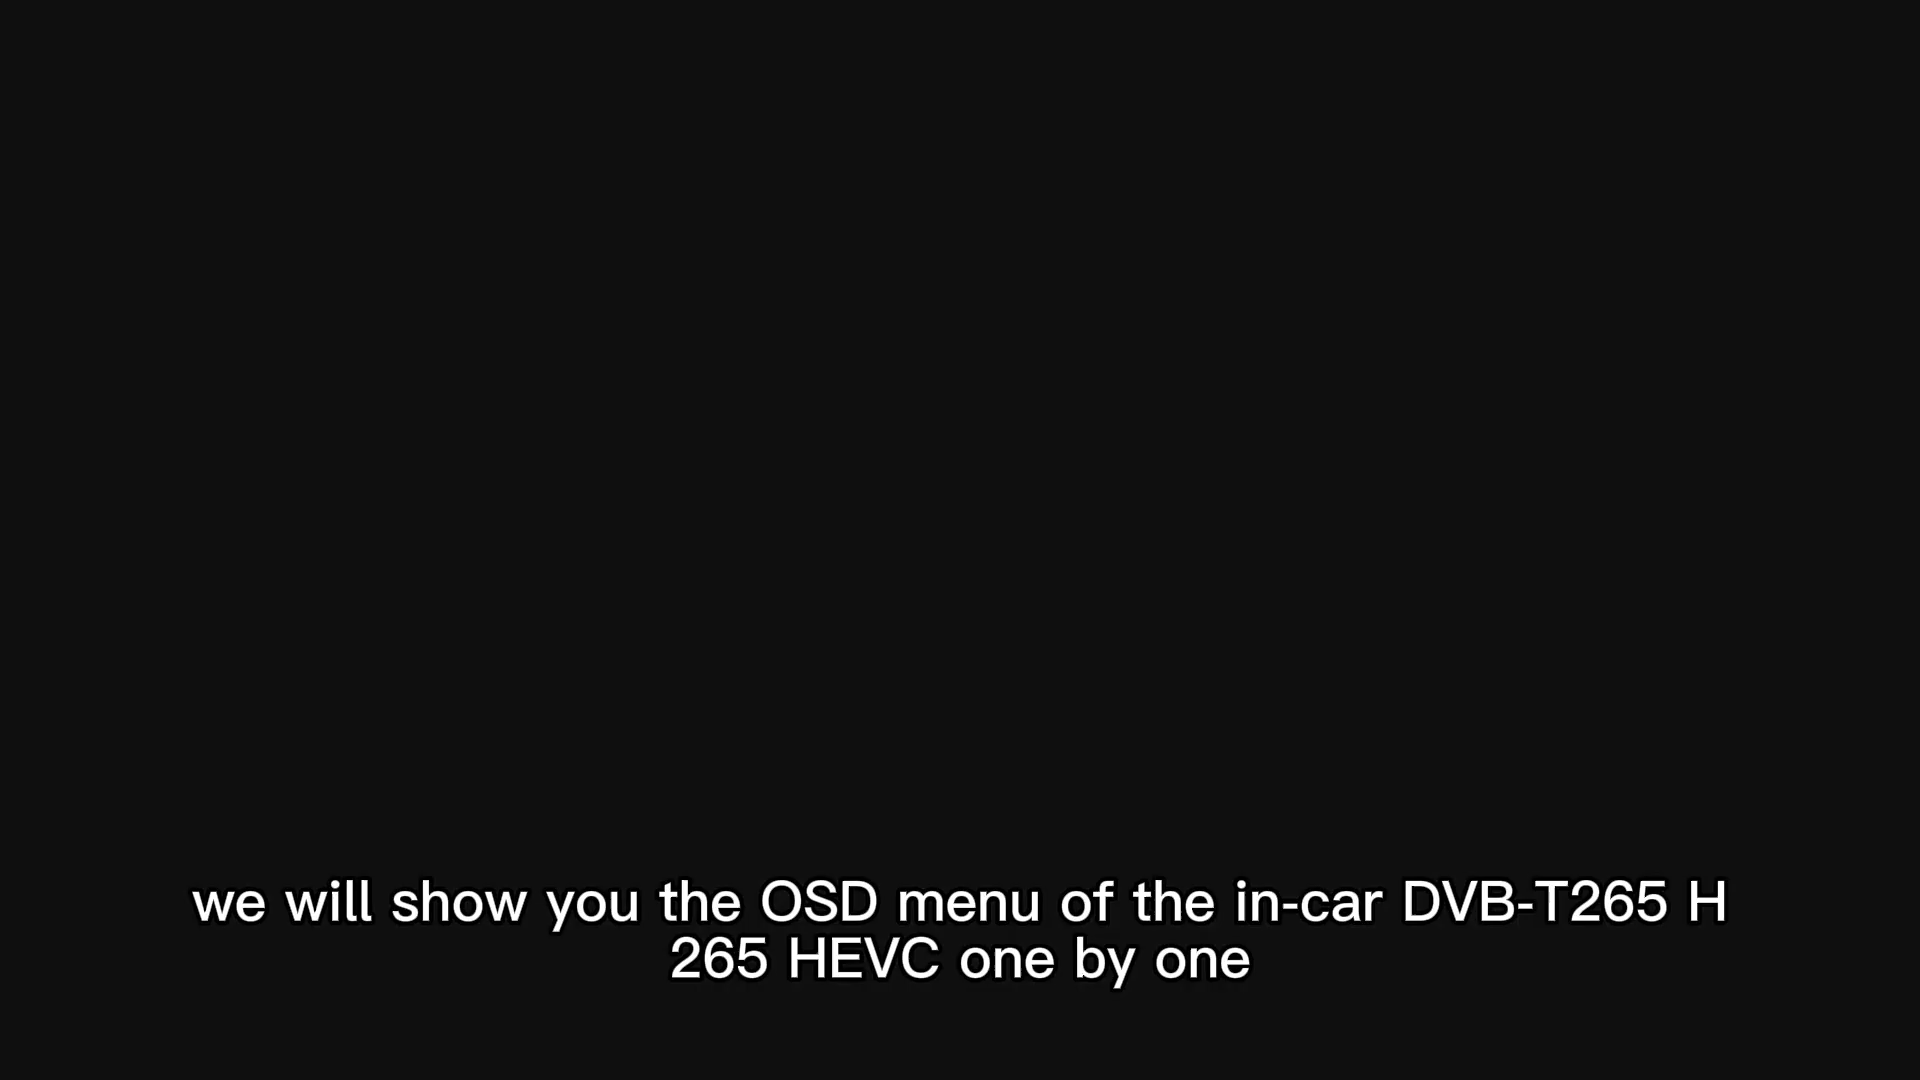 we will show you the OSD menu of the in-car DVB-T265 H
265 HEVC one by one